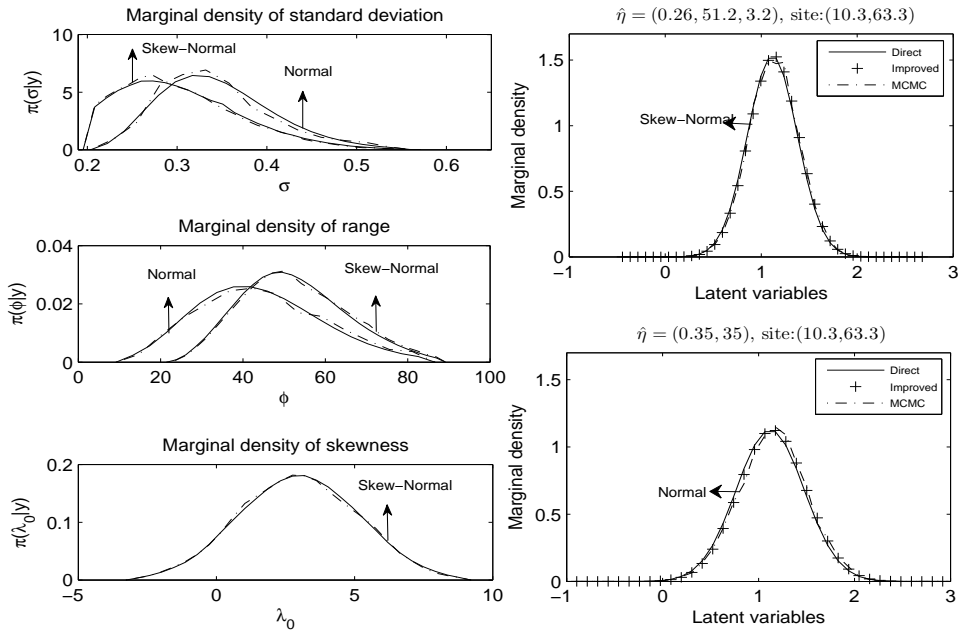 Marginal density of standard deviation
10
5
0
0.2
0.3
0.4
0.5
0.6
π(σ|y)
σ
Skew−Normal
Normal
Marginal density of range
0.04
0.02
0
0
20
40
60
80
100
π(ϕ|y)
ϕ
Normal
Skew−Normal
Marginal density of skewness
0.2
0.1
0
−5
0
5
10
π(λ₀|y)
λ₀
Skew−Normal
η̂ = (0.26, 51.2, 3.2), site:(10.3,63.3)
1.5
1
0.5
0
−1
0
1
2
3
Marginal density
Latent variables
Skew−Normal
Direct
Improved
MCMC
η̂ = (0.35, 35), site:(10.3,63.3)
1.5
1
0.5
0
−1
0
1
2
3
Marginal density
Latent variables
Normal
Direct
Improved
MCMC